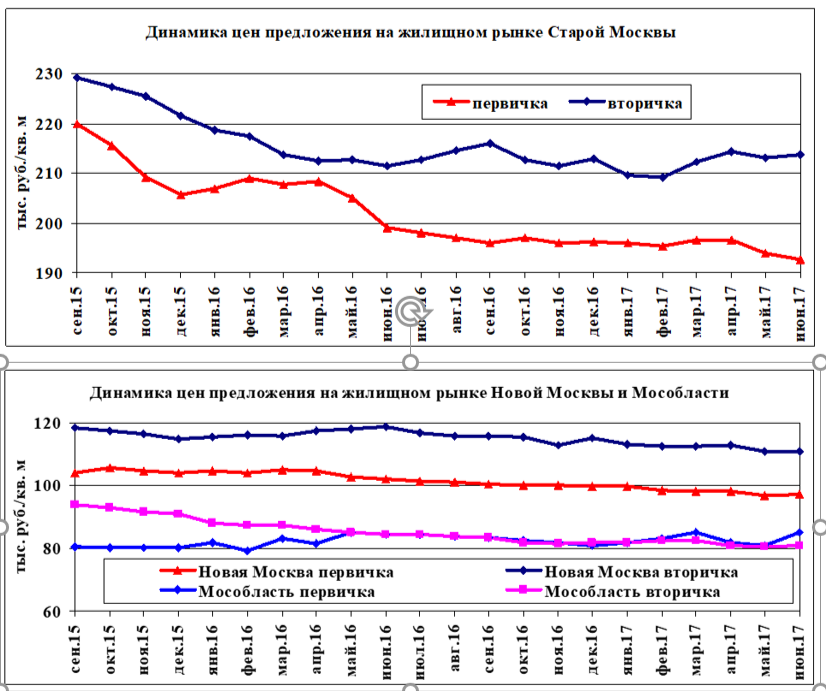 Динамика цен предложения на жилищном рынке Старой Москвы
тыс. руб./кв. м
230
220
210
200
190
первичка вторичка
сен.15 окт.15 ноя.15 дек.15 янв.16 фев.16 мар.16 апр.16 май.16 июн.16 авг.16 сен.16 окт.16 ноя.16 дек.16 янв.17 фев.17 мар.17 апр.17 май.17 июн.17
Динамика цен предложения на жилищном рынке Новой Москвы и Мособласти
тыс. руб./кв. м
120
100
80
60
Новая Москва первичка Новая Москва вторичка
Мособласть первичка Мособласть вторичка
сен.15 окт.15 ноя.15 дек.15 янв.16 фев.16 мар.16 апр.16 май.16 июн.16 июл.16 авг.16 сен.16 окт.16 ноя.16 дек.16 янв.17 фев.17 мар.17 апр.17 май.17 июн.17